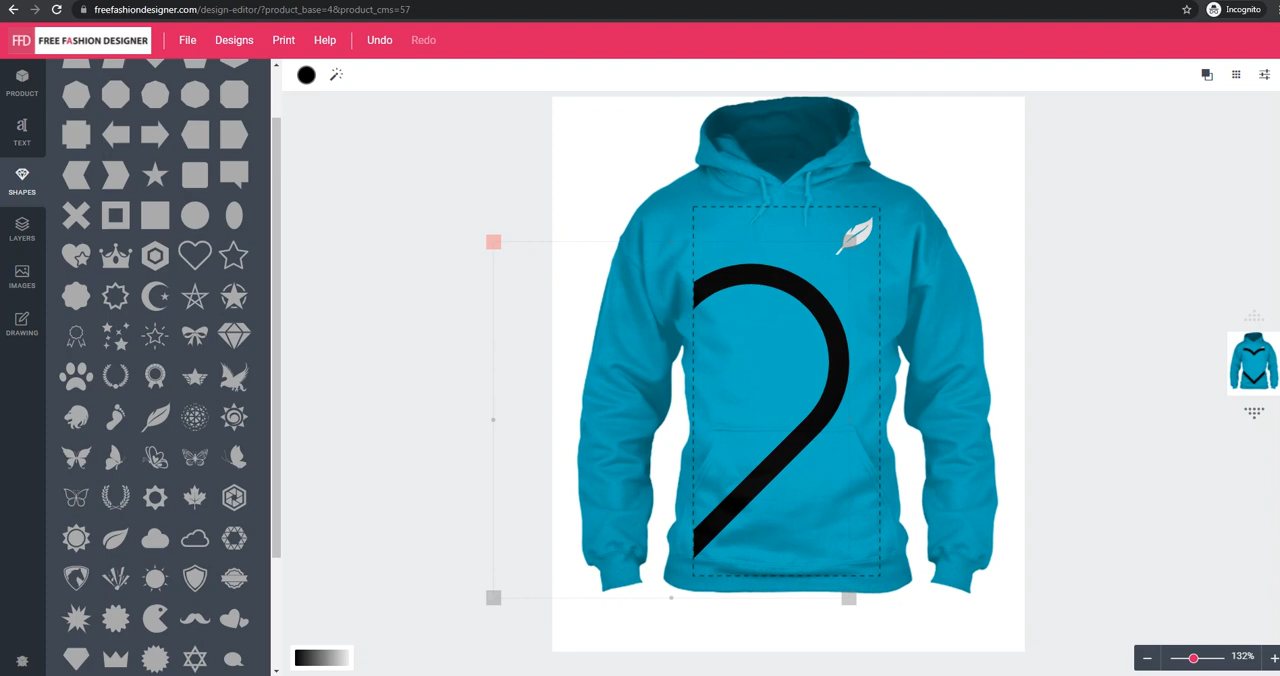 freefashiondesigner.com/design-editor/?product_base=4&product_cms=57
Incognito
FFD FREE FASHION DESIGNER
File Designs Print Help Undo Redo
PRODUCT
TEXT
SHAPES
LAYERS
IMAGES
DRAWING
132%